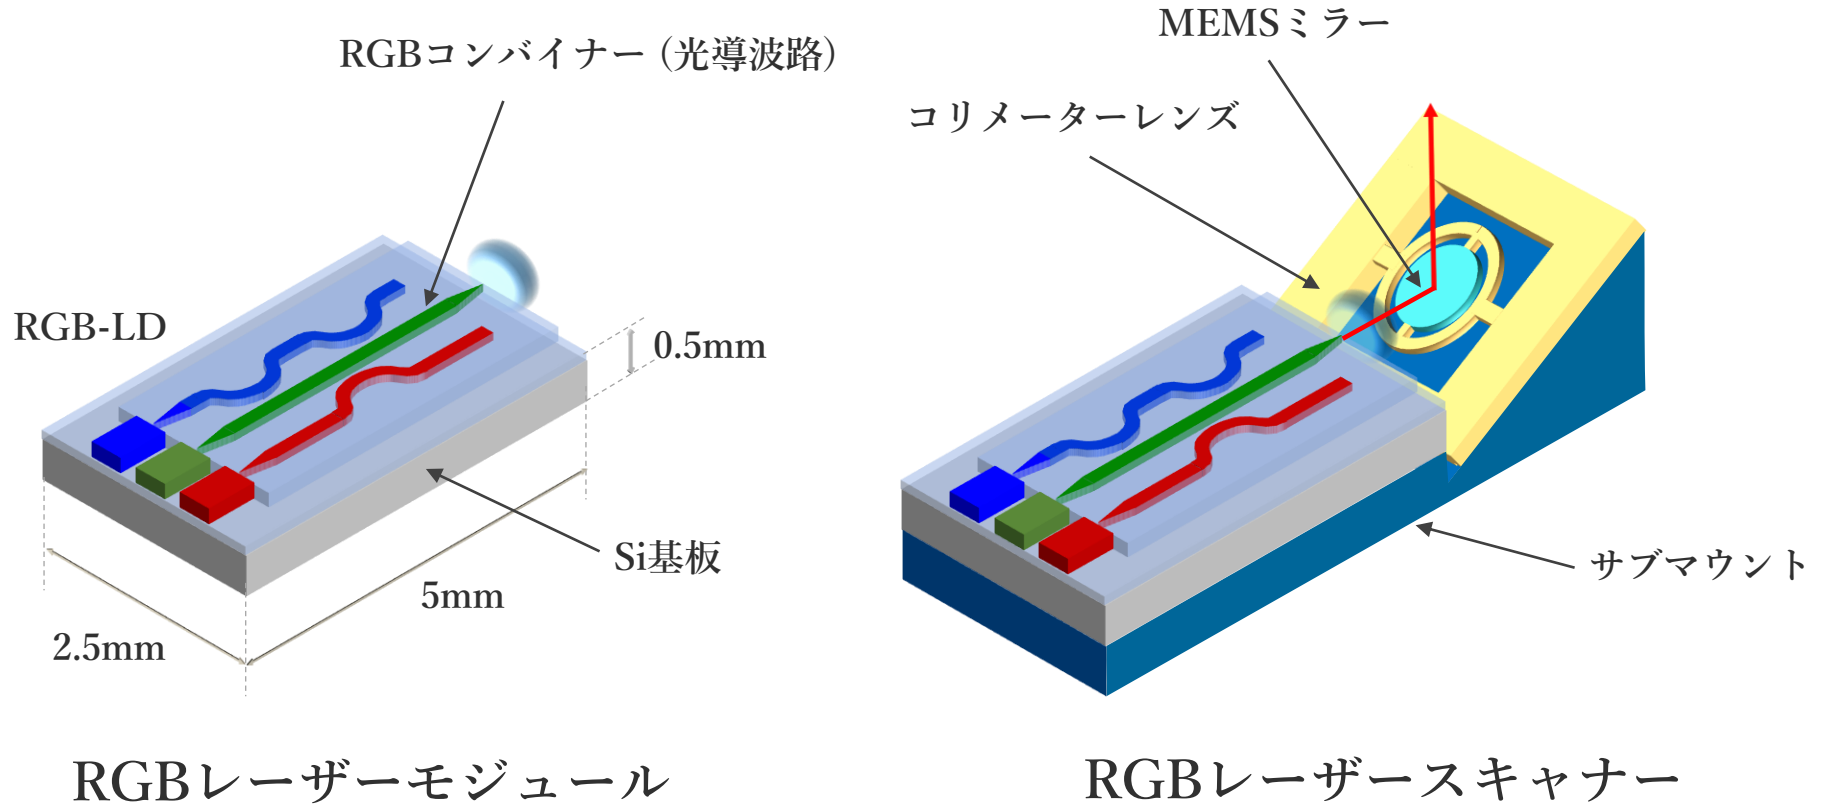 RGBコンバイナー (光導波路)
RGB-LD
0.5mm
Si基板
5mm
2.5mm
RGBレーザーモジュール
MEMSミラー
コリメーターレンズ
サブマウント
RGBレーザースキャナー